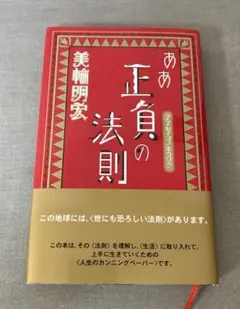 ああ
正負の
法則
美輪明宏
この地球には、〈世にも恐ろしい法則〉があります。
この本は、その〈法則〉を理解し、〈生活〉に取り入れて、
上手に生きていくための
〈人生のカンニングペーパー〉です。